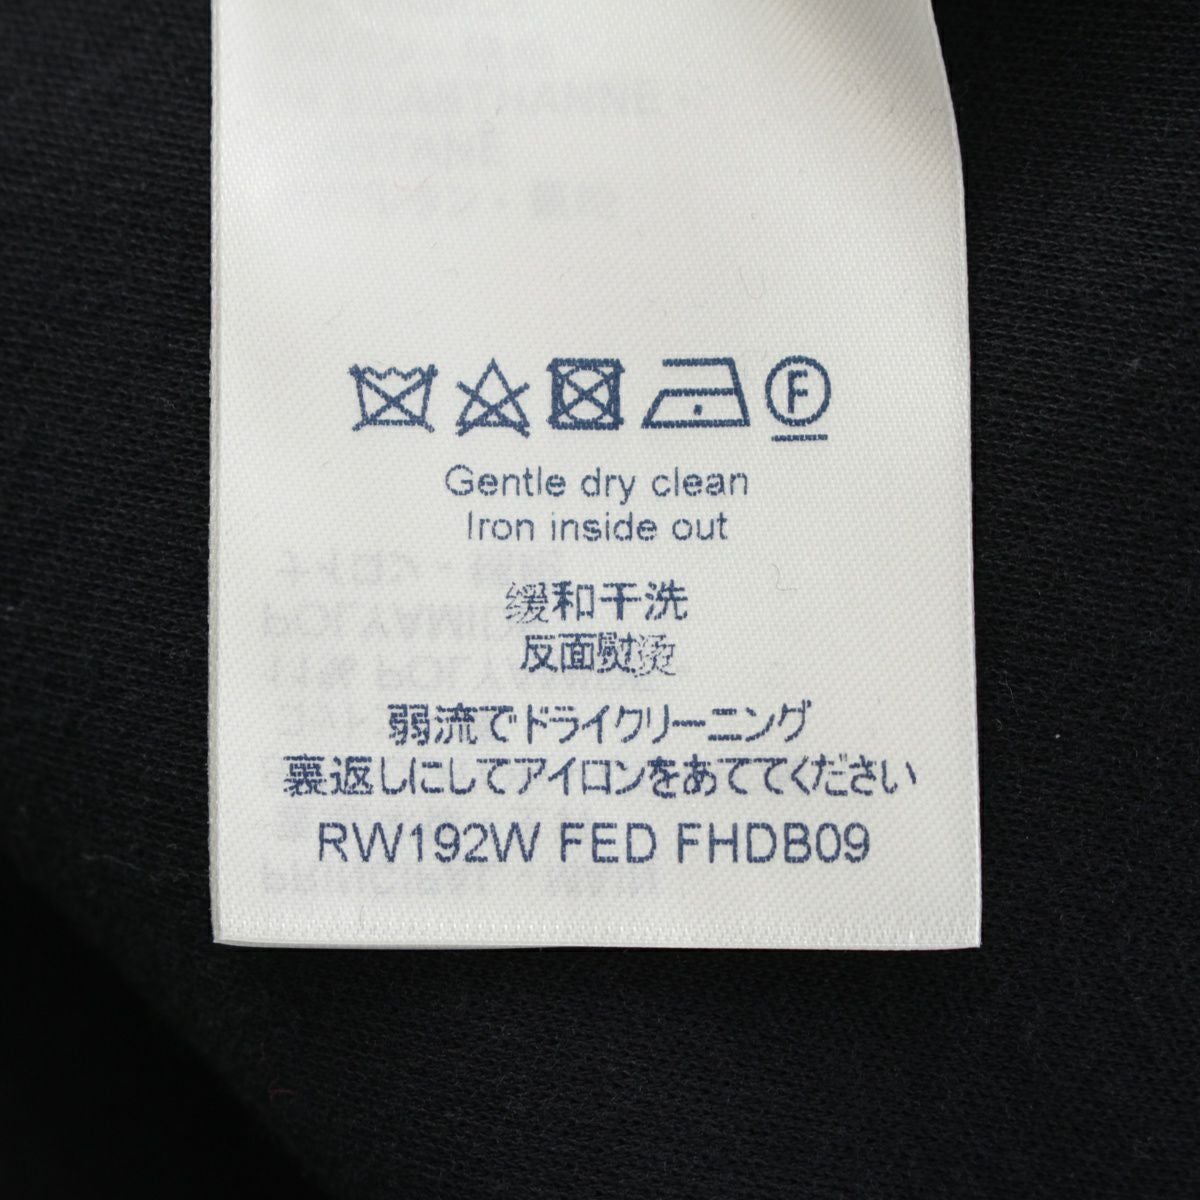 F
Gentle dry clean
Iron inside out
缓和干洗
反面熨烫
弱流でドライクリーニング
裏返しにしてアイロンをあててください
RW192W FED FHDB09